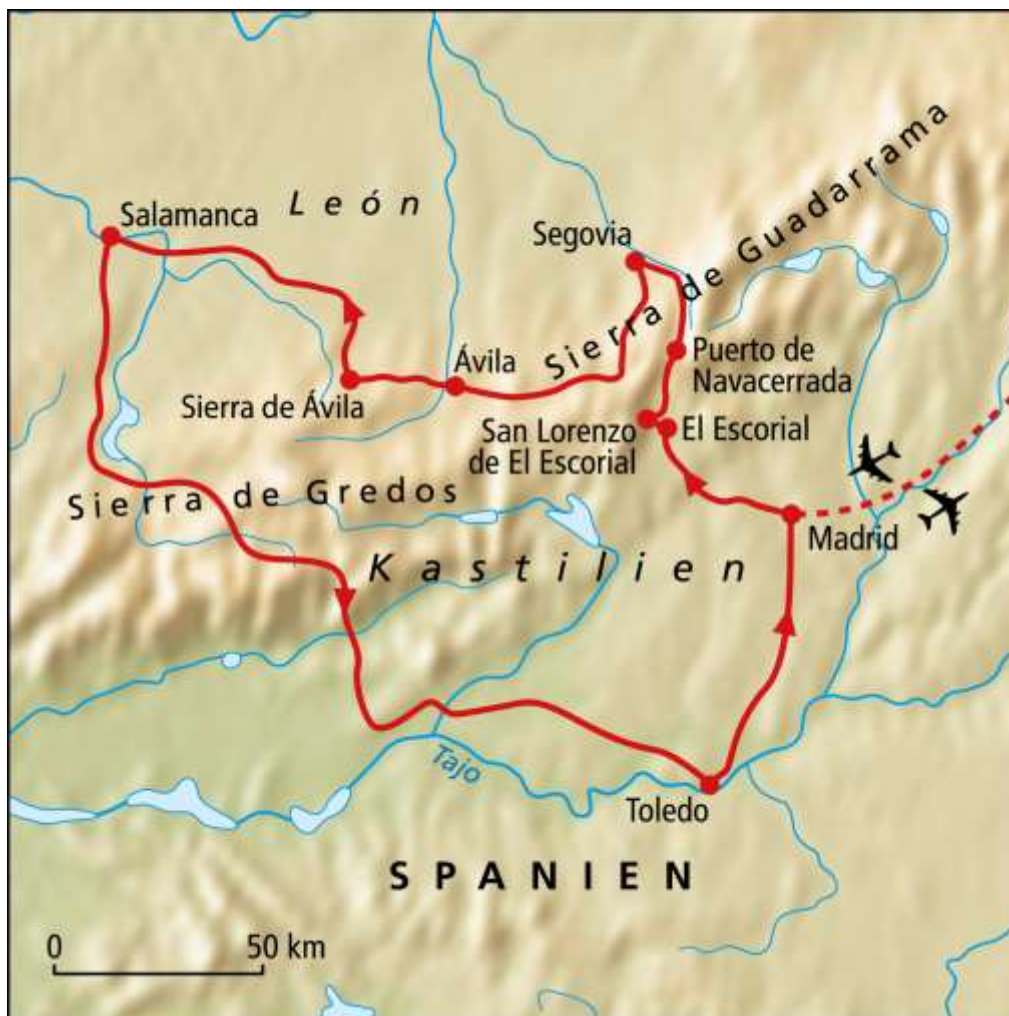 León
Salamanca
Segovia
Sierra de Guadarrama
Ávila
Puerto de
Navacerrada
Sierra de Ávila
San Lorenzo
de El Escorial
El Escorial
Sierra de Gredos
Madrid
Kastilien
Tajo
Toledo
SPANIEN
0 50 km